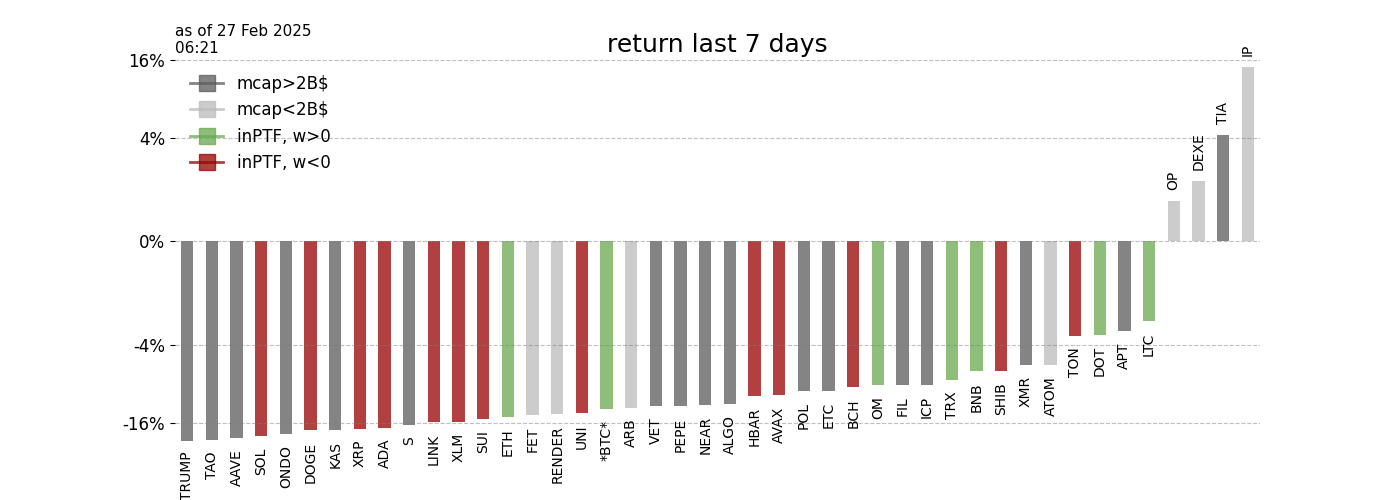 as of 27 Feb 2025
06:21
return last 7 days
16%
4%
0%
-4%
-16%
mcap>2B$
mcap<2B$
inPTF, w>0
inPTF, w<0
TRUMP
TAO
AAVE
SOL
ONDO
DOGE
KAS
XRP
ADA
S
LINK
XLM
SUI
ETH
FET
RENDER
UNI
*BTC*
ARB
VET
PEPE
NEAR
ALGO
HBAR
AVAX
POL
ETC
BCH
OM
FIL
ICP
TRX
BNB
SHIB
XMR
ATOM
TON
DOT
APT
LTC
OP
DEXE
TIA
IP